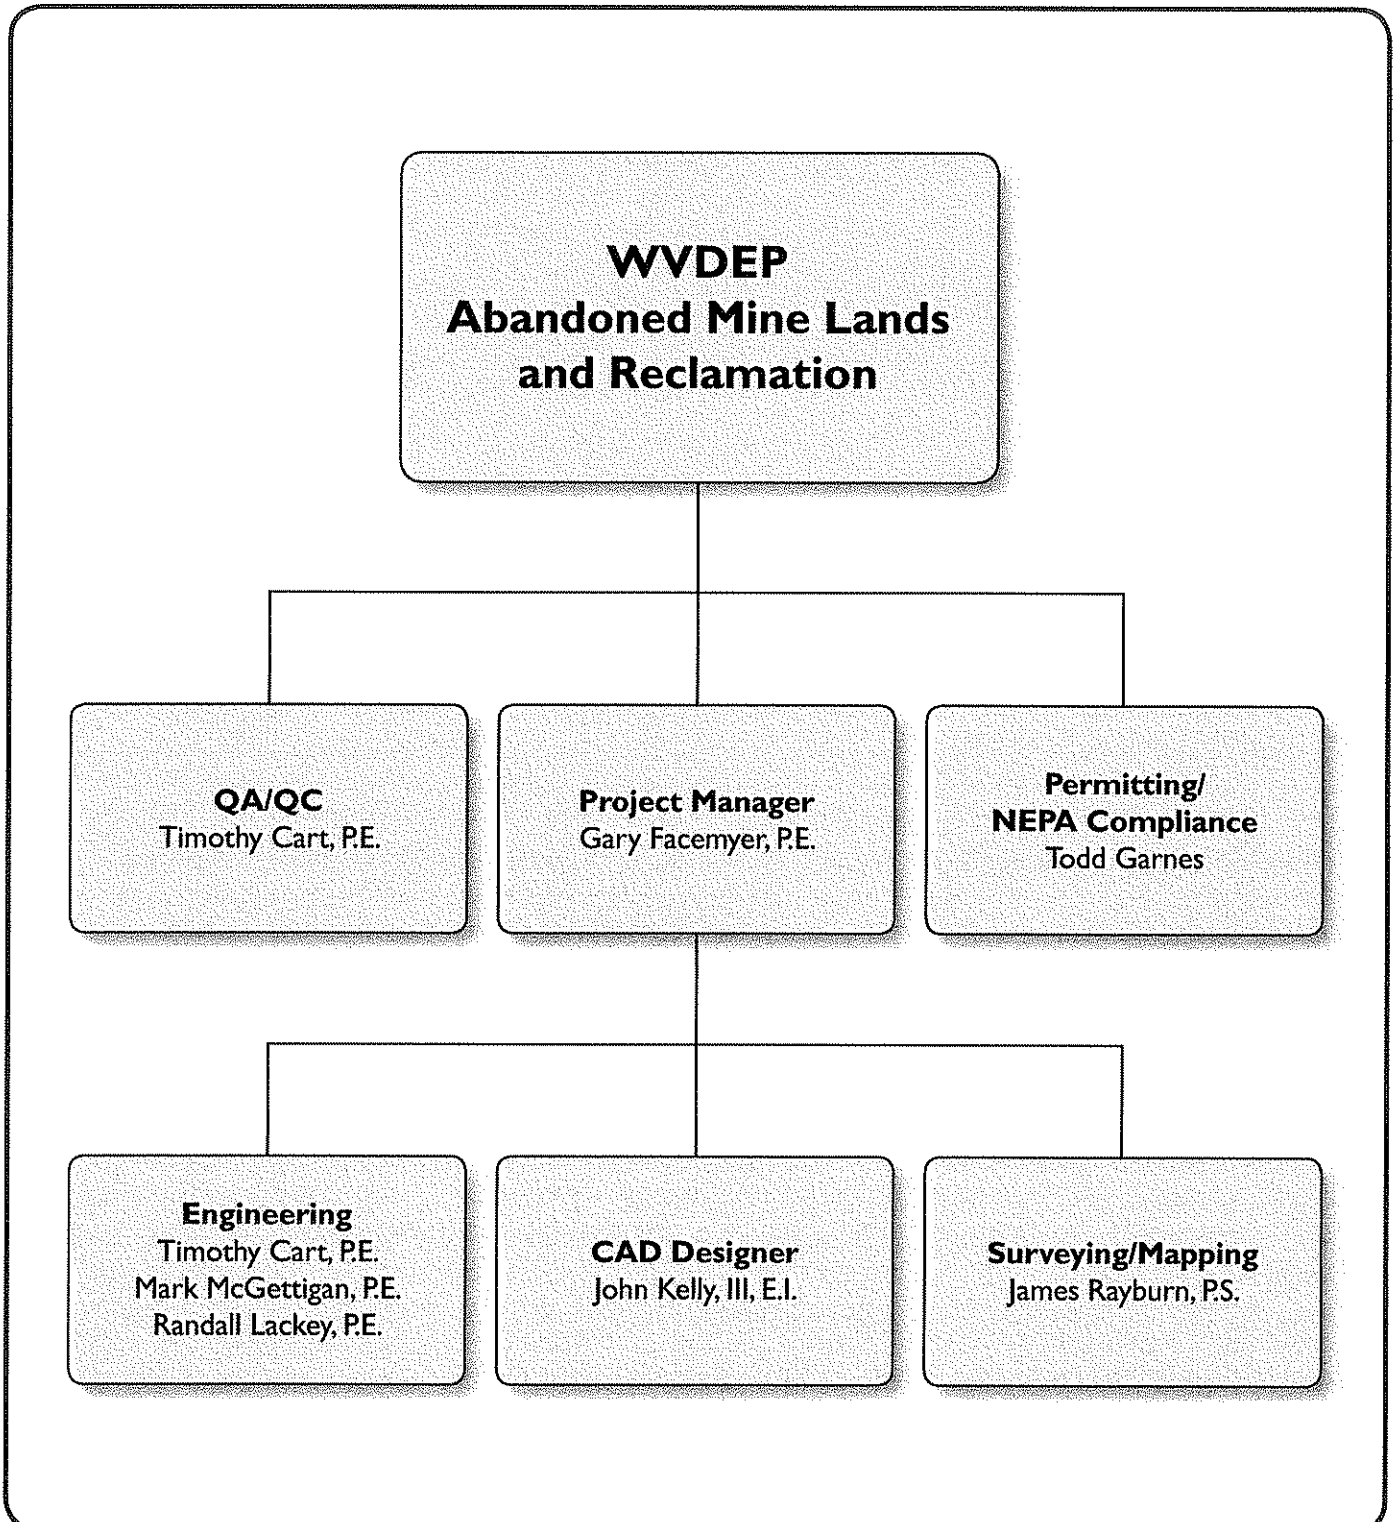 WVDEP
Abandoned Mine Lands
and Reclamation
QA/QC
Timothy Cart, P.E.
Project Manager
Gary Facemyer, P.E.
Permitting/
NEPA Compliance
Todd Garnes
Engineering
Timothy Cart, P.E.
Mark McGettigan, P.E.
Randall Lackey, P.E.
CAD Designer
John Kelly, III, E.I.
Surveying/Mapping
James Rayburn, P.S.